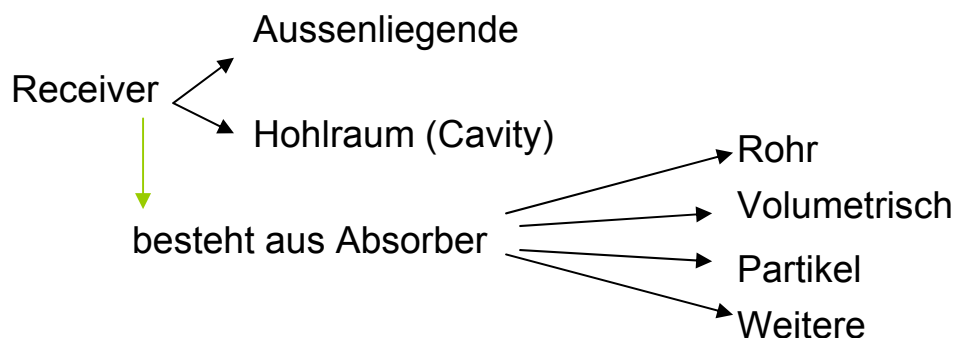 Aussenliegende
Receiver
Hohlraum (Cavity)
besteht aus Absorber
Rohr
Volumetrisch
Partikel
Weitere